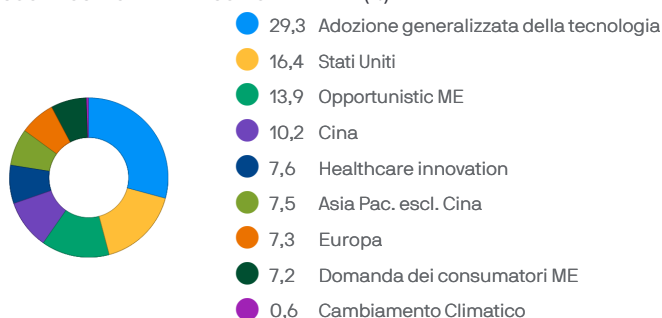 29,3 Adozione generalizzata della tecnologia
16,4 Stati Uniti
13,9 Opportunistic ME
10,2 Cina
7,6 Healthcare innovation
7,5 Asia Pac. escl. Cina
7,3 Europa
7,2 Domanda dei consumatori ME
0,6 Cambiamento Climatico